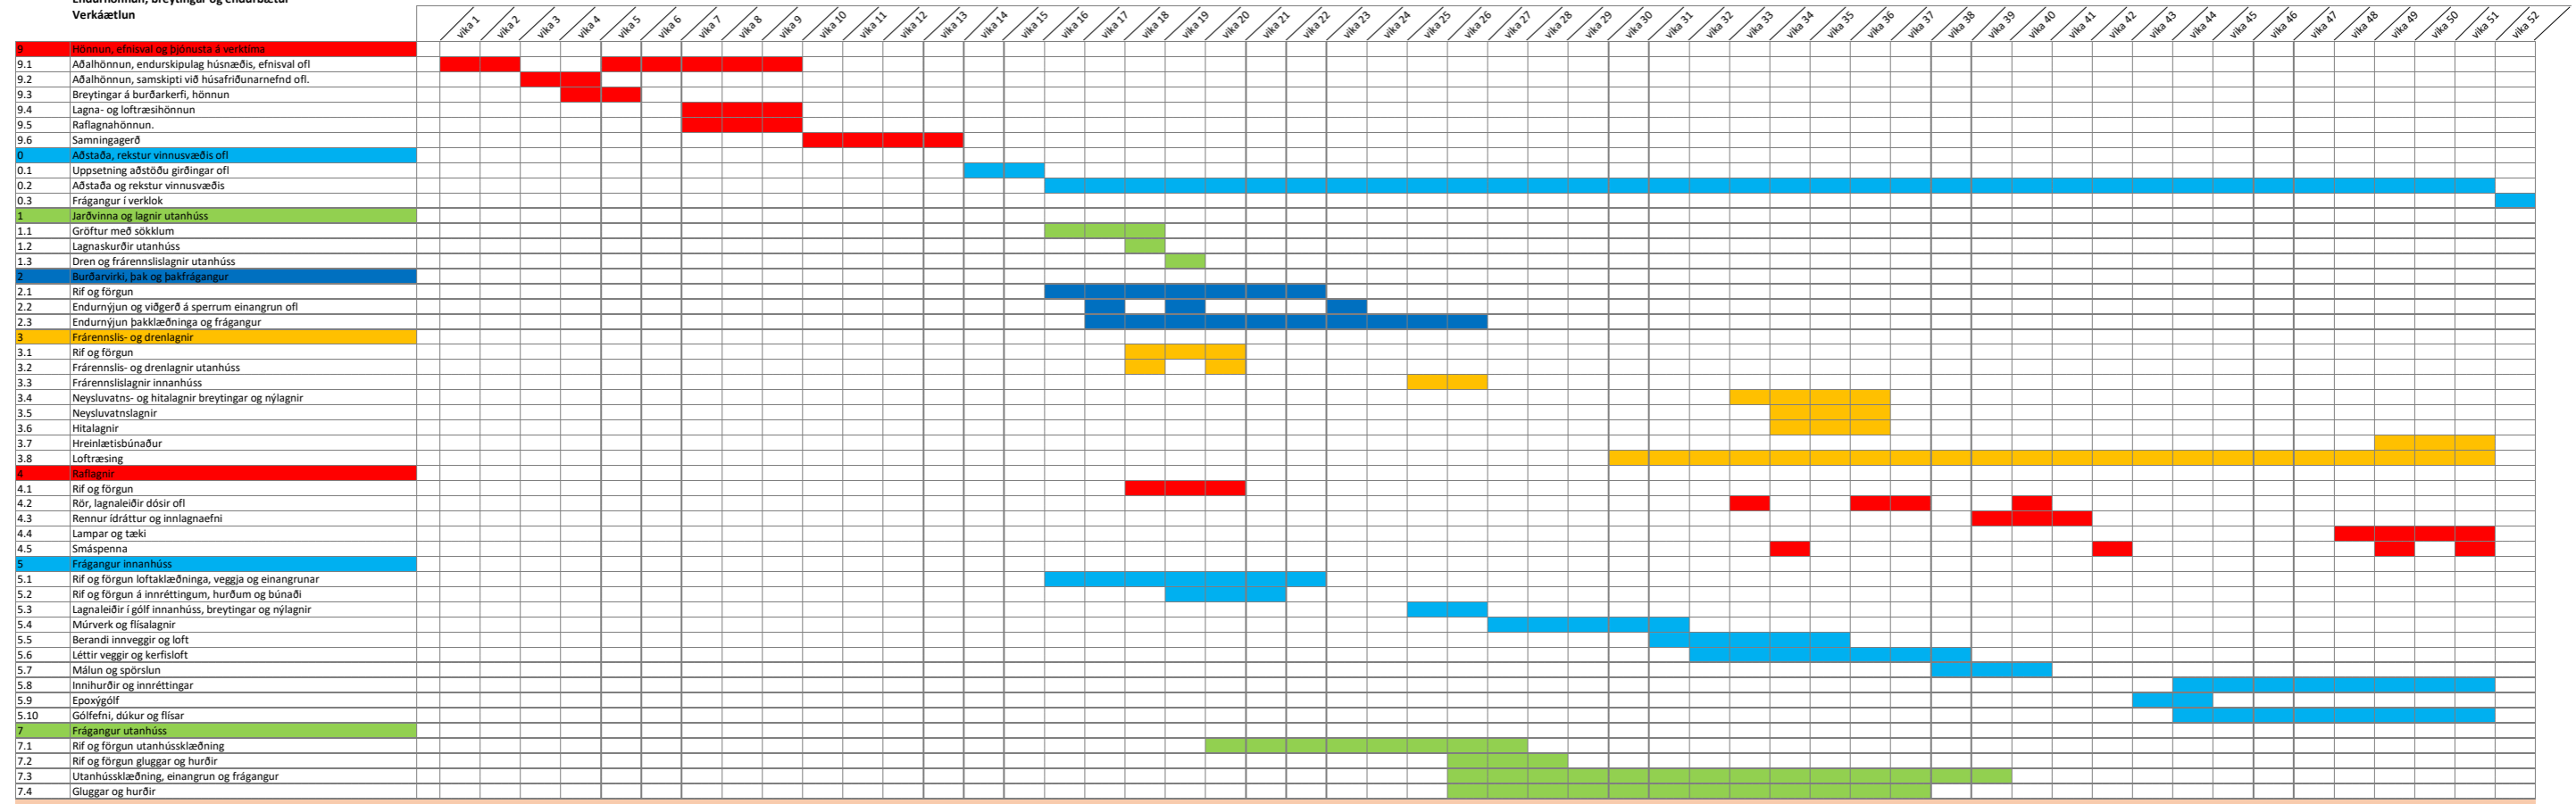 Endurhönnun, breytingar og endurbætur
Verkáætlun
vika 1 vika 2 vika 3 vika 4 vika 5 vika 6 vika 7 vika 8 vika 9 vika 10 vika 11 vika 12 vika 13 vika 14 vika 15 vika 16 vika 17 vika 18 vika 19 vika 20 vika 21 vika 22 vika 23 vika 24 vika 25 vika 26 vika 27 vika 28 vika 29 vika 30 vika 31 vika 32 vika 33 vika 34 vika 35 vika 36 vika 37 vika 38 vika 39 vika 40 vika 41 vika 42 vika 43 vika 44 vika 45 vika 46 vika 47 vika 48 vika 49 vika 50 vika 51 vika 52
9 Hönnun, efnisval og þjónusta á verktíma
9.1 Aðalhönnun, endurskipulag húsnæðis, efnisval ofl
9.2 Aðalhönnun, samskipti við húsafriðunarnefnd ofl.
9.3 Breytingar á burðarkerfi, hönnun
9.4 Lagna- og loftræsihönnun
9.5 Raflagnahönnun.
9.6 Samningagerð
0 Aðstaða, rekstur vinnusvæðis ofl
0.1 Uppsetning aðstöðu girðingar ofl
0.2 Aðstaða og rekstur vinnusvæðis
0.3 Frágangur í verklok
1 Jarðvinna og lagnir utanhúss
1.1 Gröftur með sökklum
1.2 Lagnaskurðir utanhúss
1.3 Dren og frárennslislagnir utanhúss
2 Burðarvirki, þak og þakfrágangur
2.1 Rif og förgun
2.2 Endurnýjun og viðgerð á sperrum einangrun ofl
2.3 Endurnýjun þakklæðninga og frágangur
3 Frárennslis- og drenlagnir
3.1 Rif og förgun
3.2 Frárennslis- og drenlagnir utanhúss
3.3 Frárennslislagnir innanhúss
3.4 Neysluvatns- og hitalagnir breytingar og nýlagnir
3.5 Neysluvatnslagnir
3.6 Hitalagnir
3.7 Hreinlætisbúnaður
3.8 Loftræsing
4 Raflagnir
4.1 Rif og förgun
4.2 Rör, lagnaleiðir dósir ofl
4.3 Rennur ídráttur og innlagnaefni
4.4 Lampar og tæki
4.5 Smáspenna
5 Frágangur innanhúss
5.1 Rif og förgun loftaklæðninga, veggja og einangrunar
5.2 Rif og förgun á innréttingum, hurðum og búnaði
5.3 Lagnaleiðir í gólf innanhúss, breytingar og nýlagnir
5.4 Múrverk og flísalagnir
5.5 Berandi innveggir og loft
5.6 Léttir veggir og kerfisloft
5.7 Málun og spörslun
5.8 Innihurðir og innréttingar
5.9 Epoxýgólf
5.10 Gólfefni, dúkur og flísar
7 Frágangur utanhúss
7.1 Rif og förgun utanhússklæðning
7.2 Rif og förgun gluggar og hurðir
7.3 Utanhússklæðning, einangrun og frágangur
7.4 Gluggar og hurðir